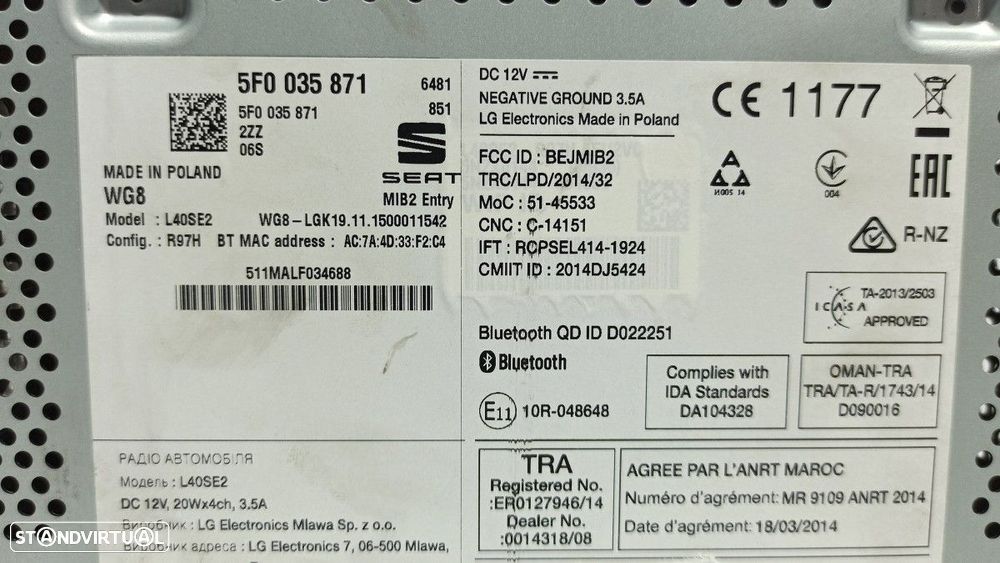 5F0 035 871
6481
5F0 035 871
851
2ZZ
06S
SEAT
MADE IN POLAND
WG8
MIB2 Entry
Model : L40SE2
WG8-LGK19.11.1500011542
Config. : R97H BT MAC address : AC:7A:4D:33:F2:C4
511MALF034688
DC 12V
NEGATIVE GROUND 3.5A
LG Electronics Made in Poland
FCC ID : BEJMIB2
TRC/LPD/2014/32
MoC : 51-45533
CNC : C-14151
IFT : RCPSEL414-1924
CMIIT ID : 2014DJ5424
CE 1177
И005 14
004
EAC
R-NZ
ICASA
TA-2013/2503
APPROVED
Bluetooth QD ID D022251
Bluetooth
E11 10R-048648
Complies with
IDA Standards
DA104328
OMAN-TRA
TRA/TA-R/1743/14
D090016
РАДІО АВТОМОБІЛЯ
Модель : L40SE2
DC 12V, 20Wx4ch, 3.5A
Виробник : LG Electronics Mlawa Sp. z o.o.
Виробник адреса : LG Electronics 7, 06-500 Mlawa,
TRA
Registered No.
:ER0127946/14
Dealer No.
:0014318/08
AGREE PAR L'ANRT MAROC
Numéro d'agrément: MR 9109 ANRT 2014
Date d'agrément: 18/03/2014
STANDVIRTUAL